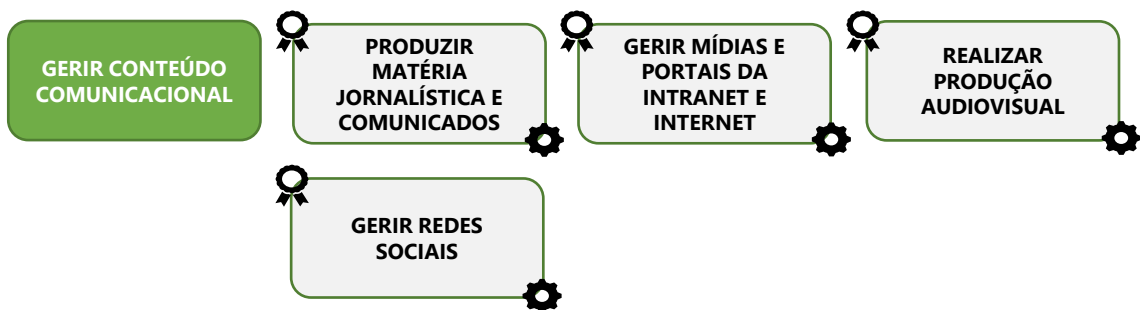 GERIR CONTEÚDO
COMUNICACIONAL
PRODUZIR
MATÉRIA
JORNALÍSTICA E
COMUNICADOS
GERIR MÍDIAS E
PORTAIS DA
INTRANET E
INTERNET
REALIZAR
PRODUÇÃO
AUDIOVISUAL
GERIR REDES
SOCIAIS